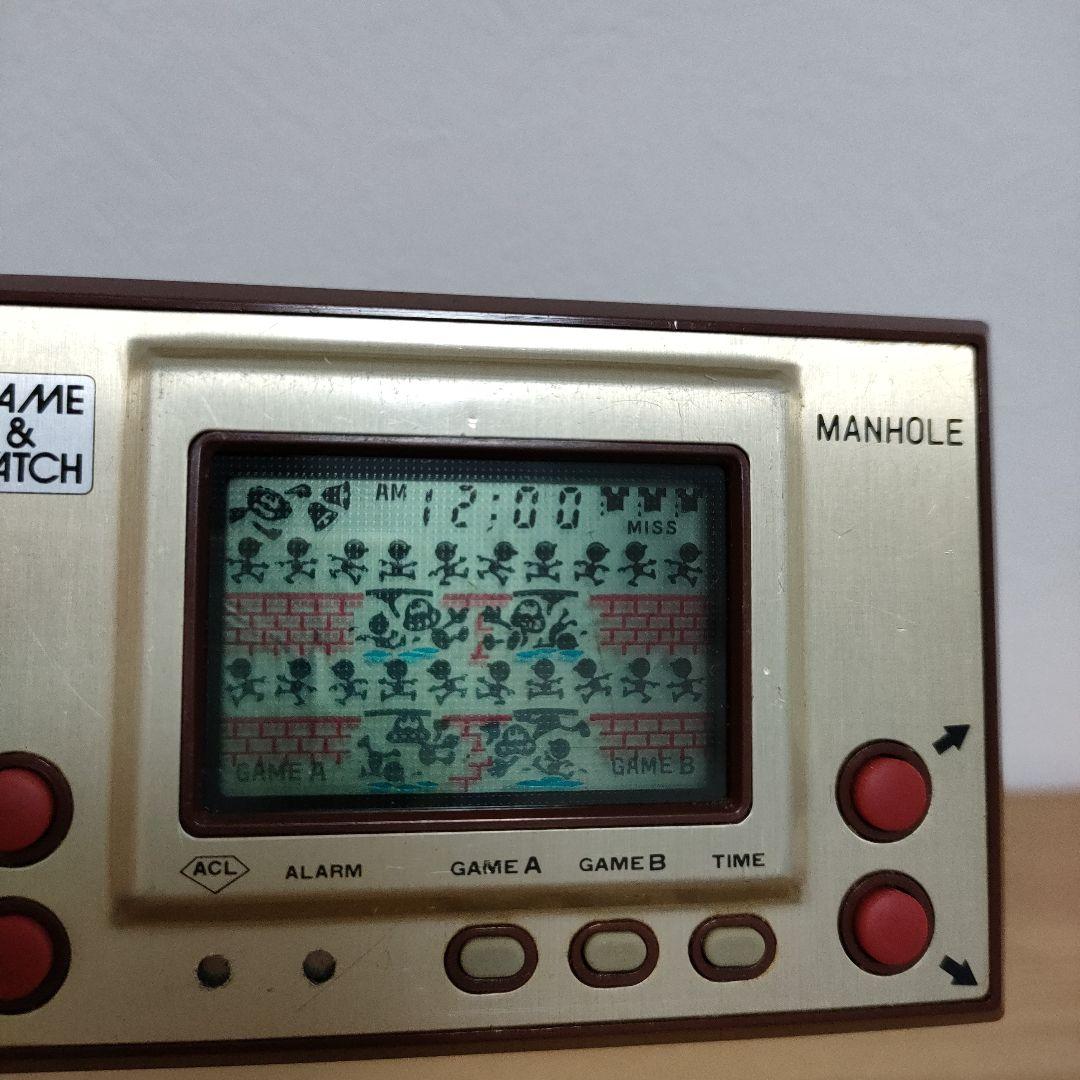 AME
&
ATCH
MANHOLE
AM 12:00
MISS
GAME A GAME B
ACL ALARM GAME A GAME B TIME